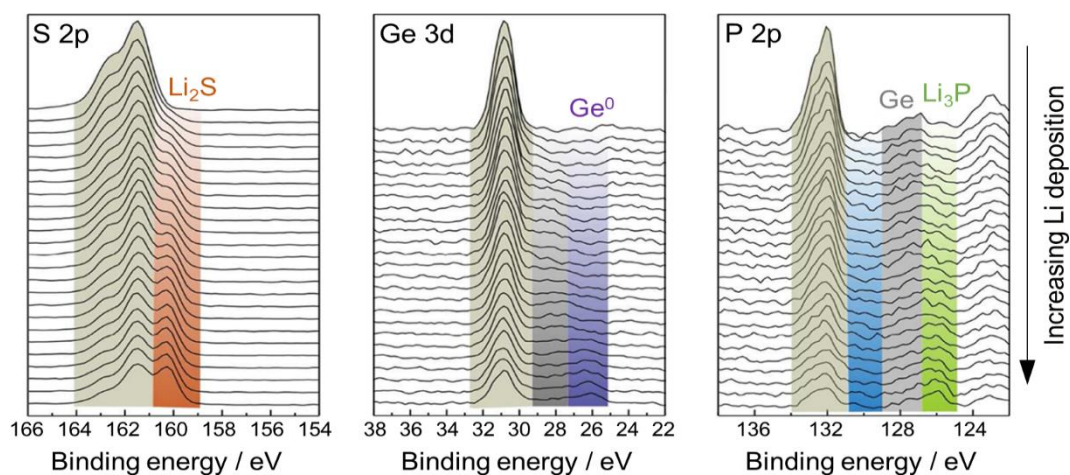 S 2p
Li₂S
166 164 162 160 158 156 154
Binding energy / eV
Ge 3d
Ge⁰
38 36 34 32 30 28 26 24 22
Binding energy / eV
P 2p
Ge
Li₃P
136 132 128 124
Binding energy / eV
Increasing Li deposition